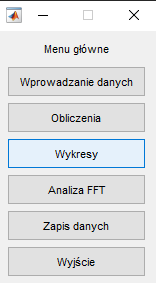 Menu główne
Wprowadzanie danych
Obliczenia
Wykresy
Analiza FFT
Zapis danych
Wyjście